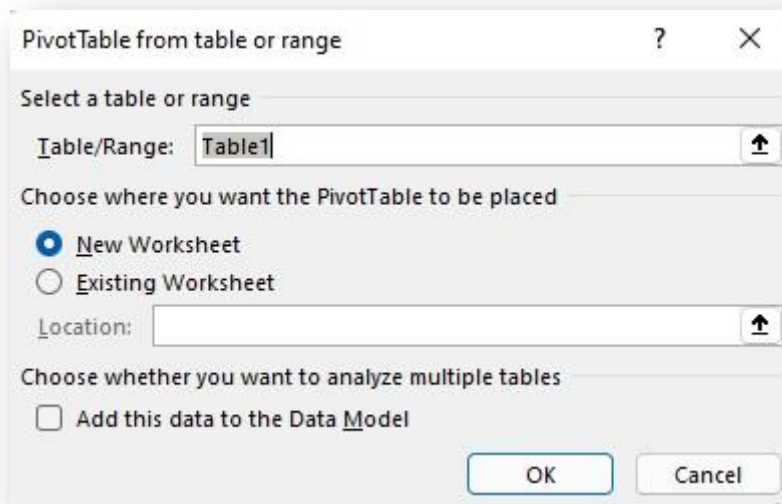 PivotTable from table or range ?
Select a table or range
Table/Range: Table1
Choose where you want the PivotTable to be placed
New Worksheet
Existing Worksheet
Location:
Choose whether you want to analyze multiple tables
Add this data to the Data Model
OK Cancel